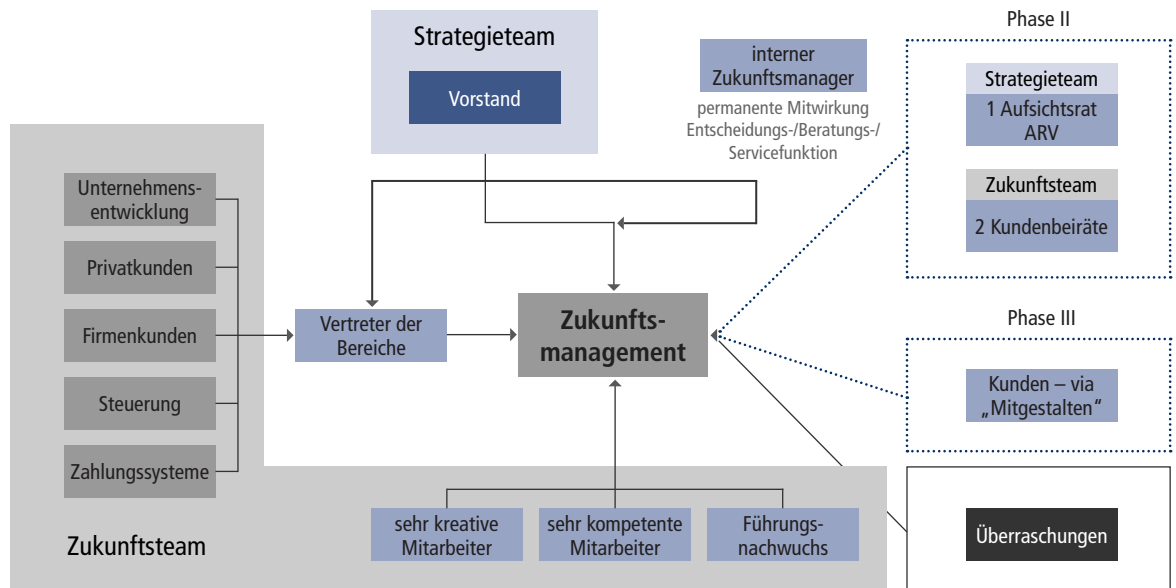 Strategieteam
Vorstand
interner
Zukunftsmanager
permanente Mitwirkung
Entscheidungs-/Beratungs-/
Servicefunktion
Phase II
Strategieteam
1 Aufsichtsrat
ARV
Zukunftsteam
2 Kundenbeiräte
Unternehmens-
entwicklung
Privatkunden
Firmenkunden
Steuerung
Zahlungssysteme
Zukunftsteam
Vertreter der
Bereiche
Zukunfts-
management
Phase III
Kunden – via
„Mitgestalten“
sehr kreative
Mitarbeiter
sehr kompetente
Mitarbeiter
Führungs-
nachwuchs
Überraschungen